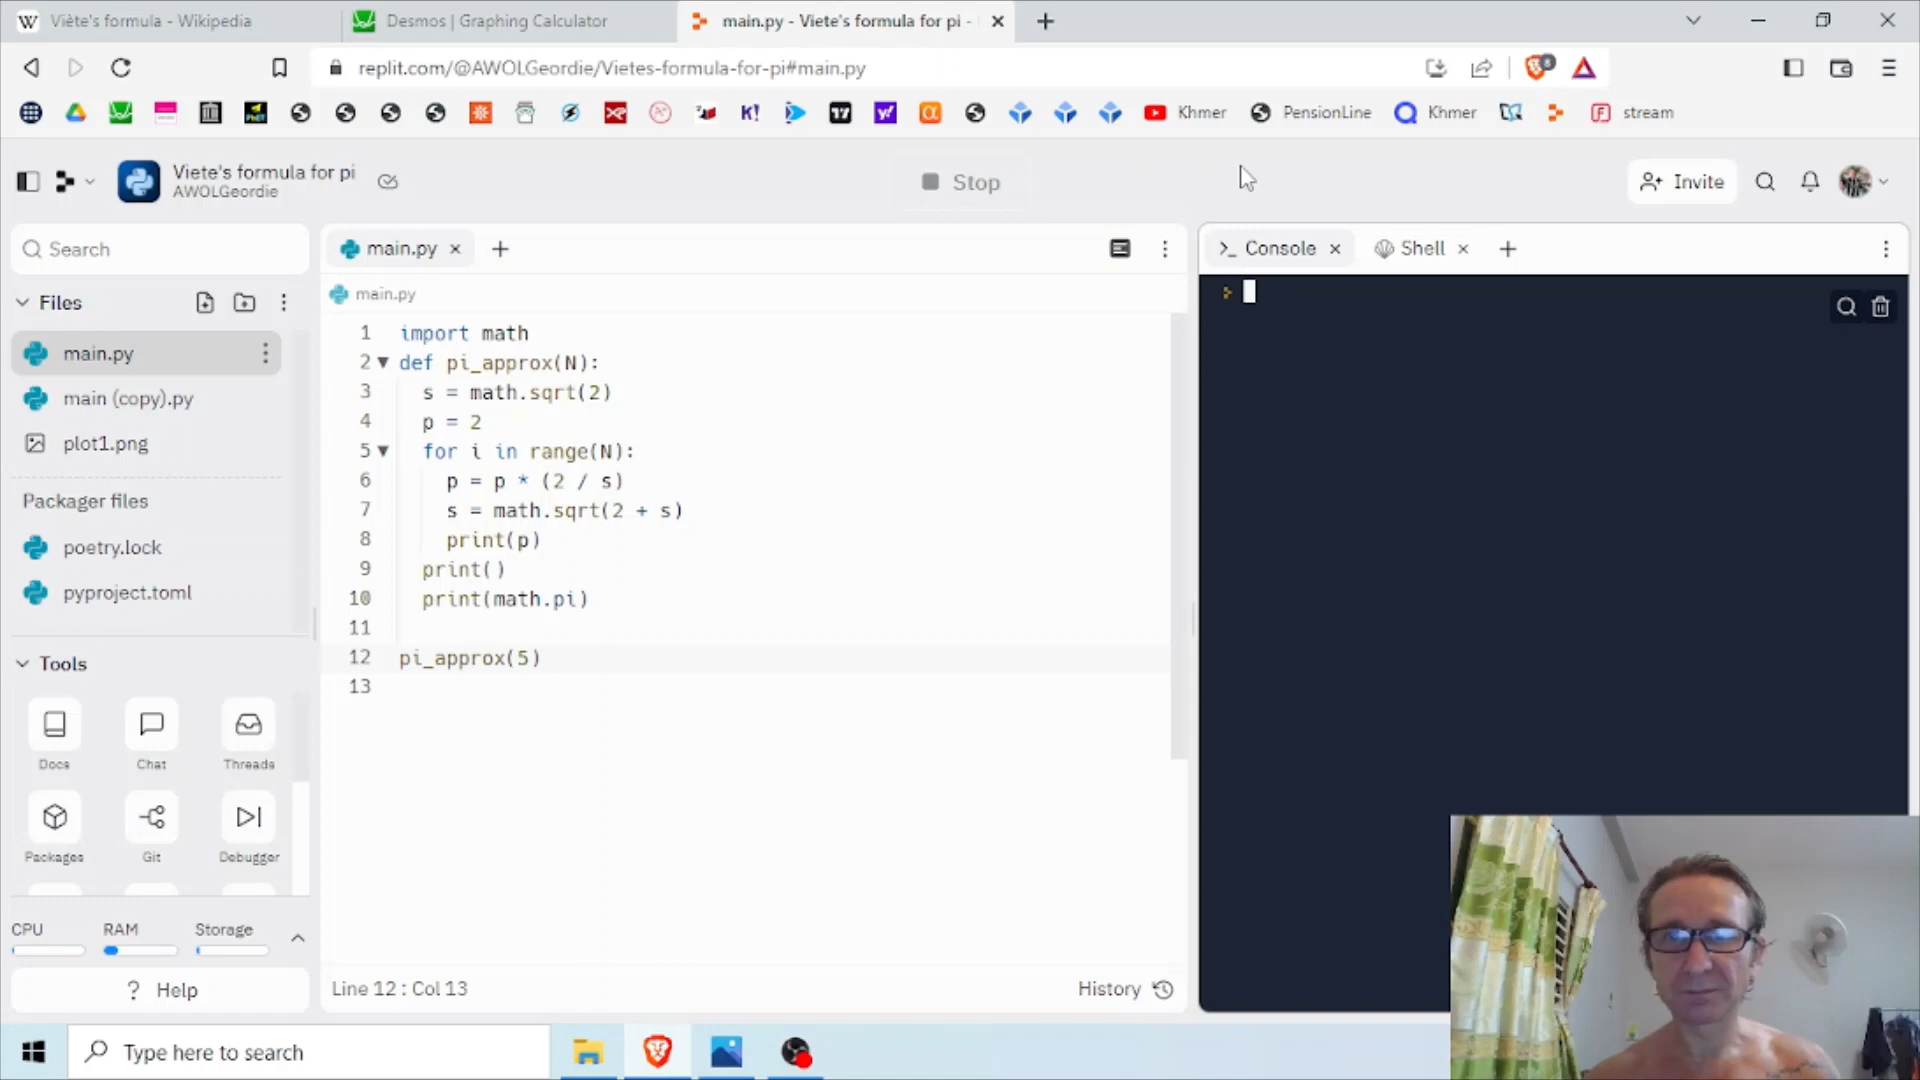 Viète's formula - Wikipedia
Desmos | Graphing Calculator
main.py - Viete's formula for pi -
replit.com/@AWOLGeordie/Vietes-formula-for-pi#main.py
Khmer
PensionLine
Khmer
stream
Viete's formula for pi
AWOLGeordie
Stop
Invite
Search
Files
main.py
main (copy).py
plot1.png
Packager files
poetry.lock
pyproject.toml
Tools
Docs
Chat
Threads
Packages
Git
Debugger
CPU
RAM
Storage
? Help
main.py
main.py
1 import math
2 def pi_approx(N):
3 s = math.sqrt(2)
4 p = 2
5 for i in range(N):
6 p = p * (2 / s)
7 s = math.sqrt(2 + s)
8 print(p)
9 print()
10 print(math.pi)
11
12 pi_approx(5)
13
Line 12 : Col 13
History
Console
Shell
Type here to search